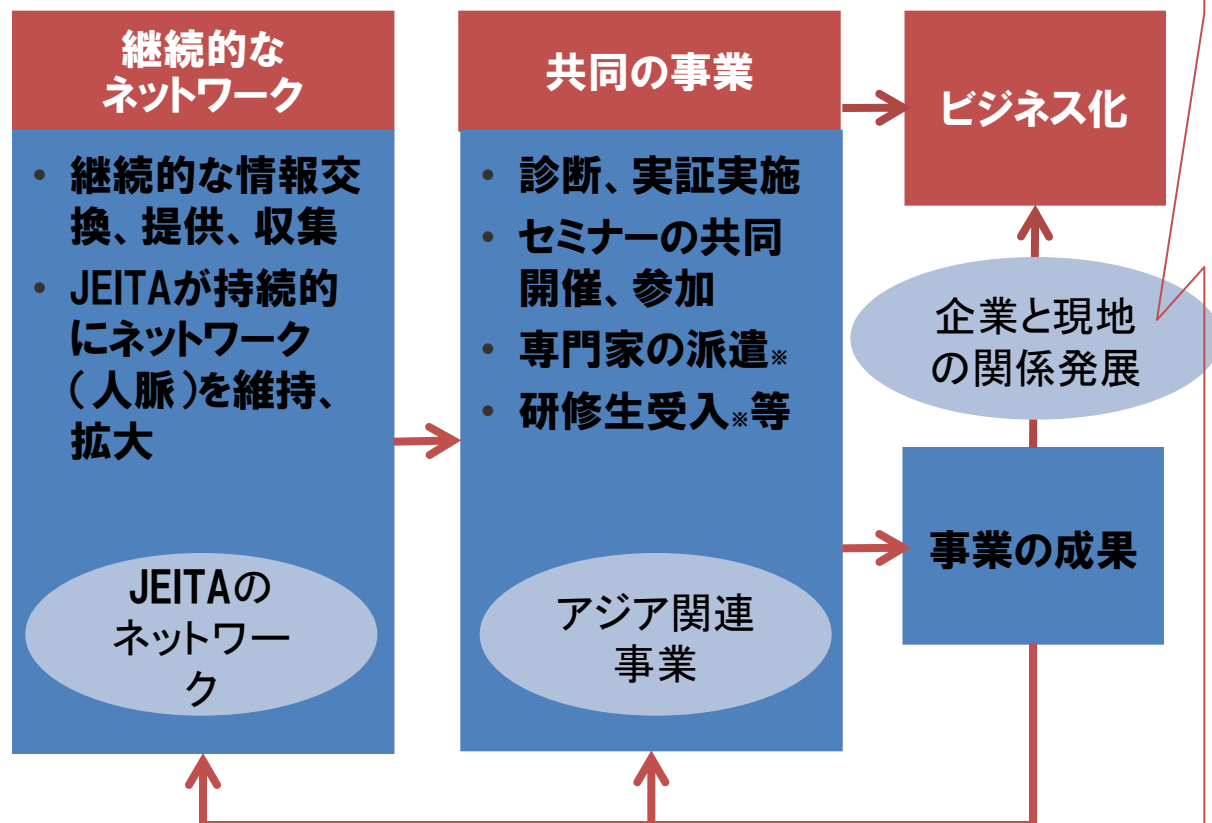 継続的な
ネットワーク
• 継続的な情報交
換、提供、収集
• JEITAが持続的
にネットワーク
（人脈）を維持、
拡大
JEITAの
ネットワー
ク
共同の事業
• 診断、実証実施
• セミナーの共同
開催、参加
• 専門家の派遣※
• 研修生受入※等
アジア関連
事業
ビジネス化
企業と現地
の関係発展
事業の成果